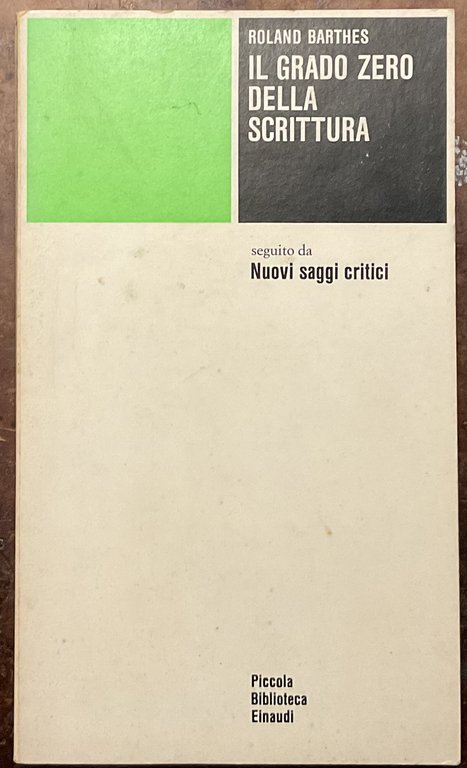 ROLAND BARTHES
IL GRADO ZERO
DELLA
SCRITTURA
seguito da
Nuovi saggi critici
Piccola
Biblioteca
Einaudi